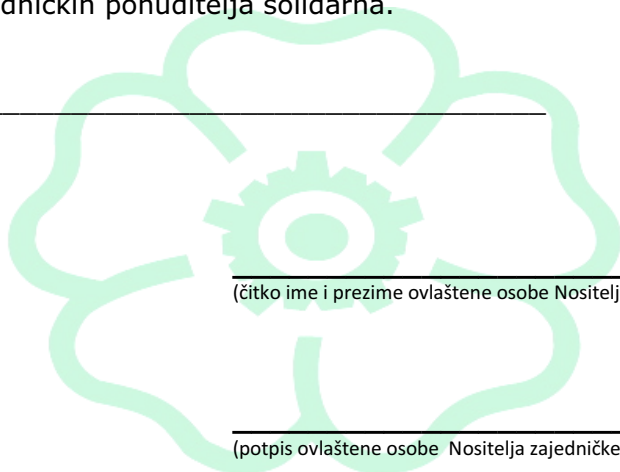 dničkih ponuditelja solidarna.
(čitko ime i prezime ovlaštene osobe Nositelj
(potpis ovlaštene osobe Nositelja zajedničke